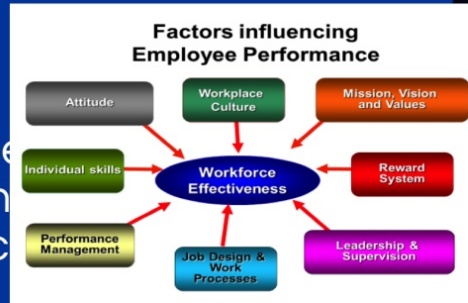 Factors influencing
Employee Performance
Attitude
Workplace
Culture
Mission, Vision
and Values
Individual skills
Workforce
Effectiveness
Reward
System
Performance
Management
Job Design &
Work
Processes
Leadership &
Supervision